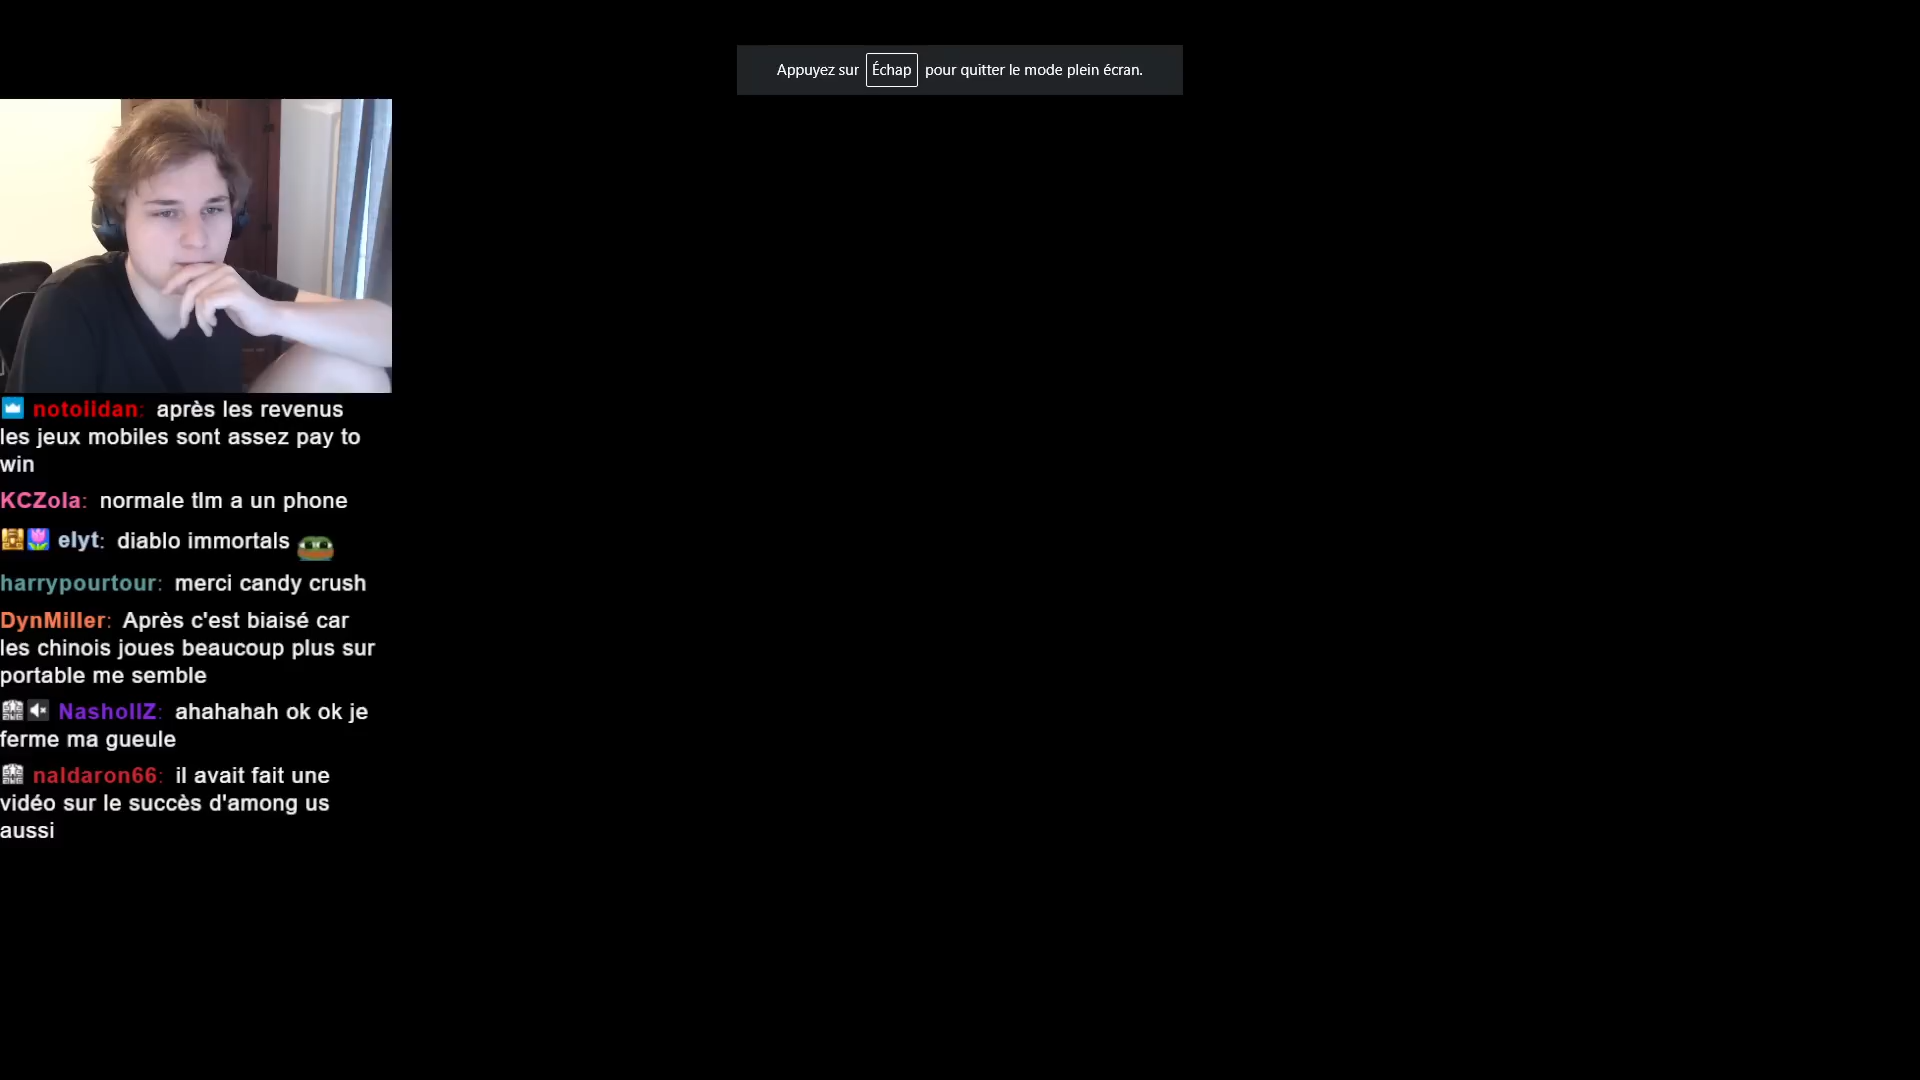 Appuyez sur Échap pour quitter le mode plein écran.
notolldan: après les revenus
les jeux mobiles sont assez pay to
win
KCZola: normale tlm a un phone
elyt: diablo immortals
harrypourtour: merci candy crush
DynMiller: Après c'est biaisé car
les chinois joues beaucoup plus sur
portable me semble
NashollZ: ahahahah ok ok je
ferme ma gueule
naldaron66: il avait fait une
vidéo sur le succès d'among us
aussi